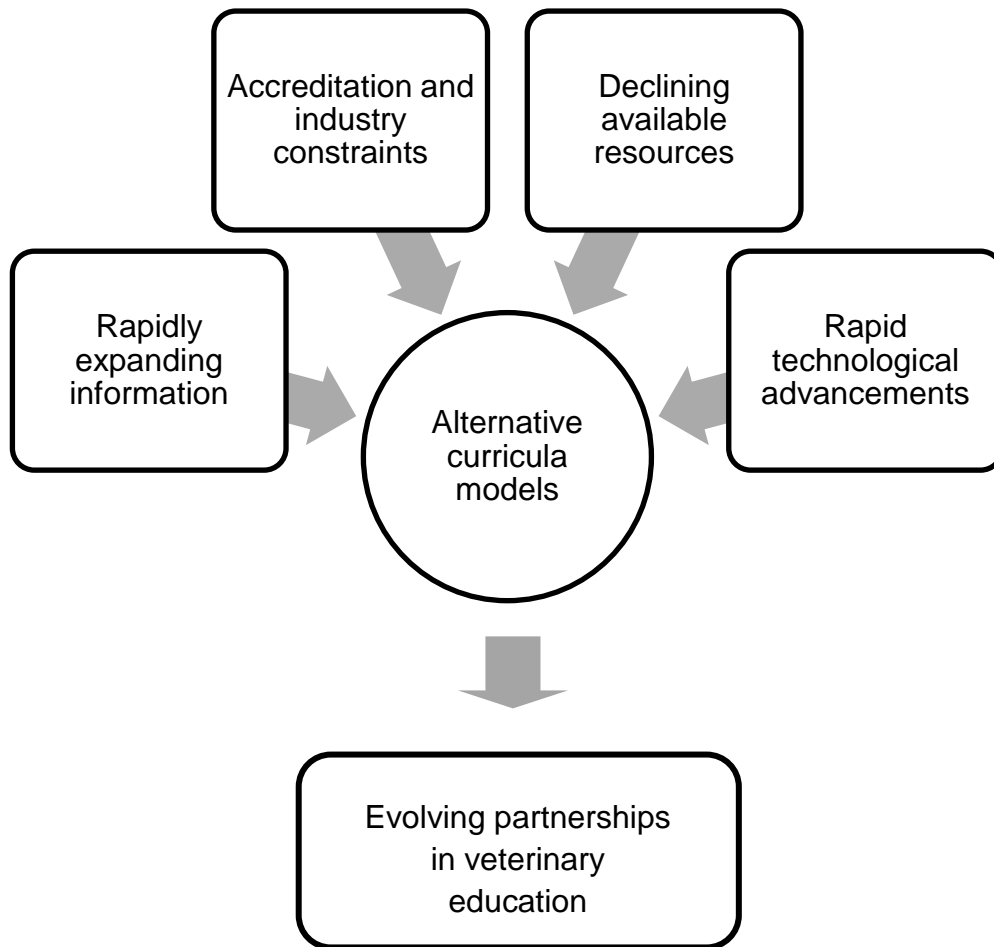 Accreditation and
industry
constraints
Declining
available
resources
Rapidly
expanding
information
Rapid
technological
advancements
Alternative
curricula
models
Evolving partnerships
in veterinary
education